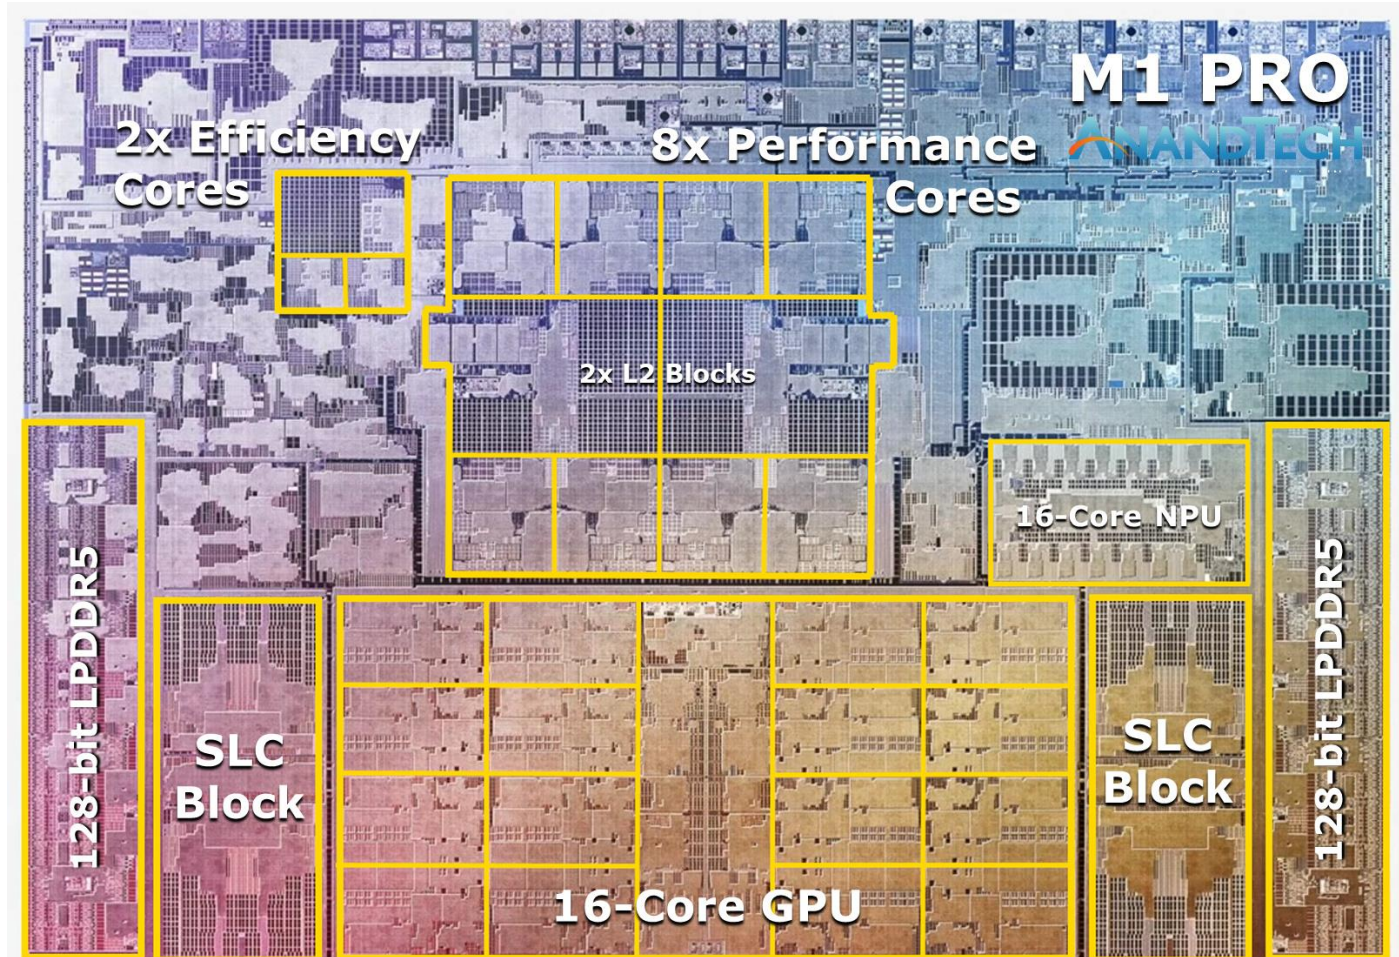 M1 PRO
ANANDTECH
2x Efficiency
Cores
8x Performance
Cores
2x L2 Blocks
16-Core NPU
128-bit LPDDR5
SLC
Block
16-Core GPU
SLC
Block
128-bit LPDDR5